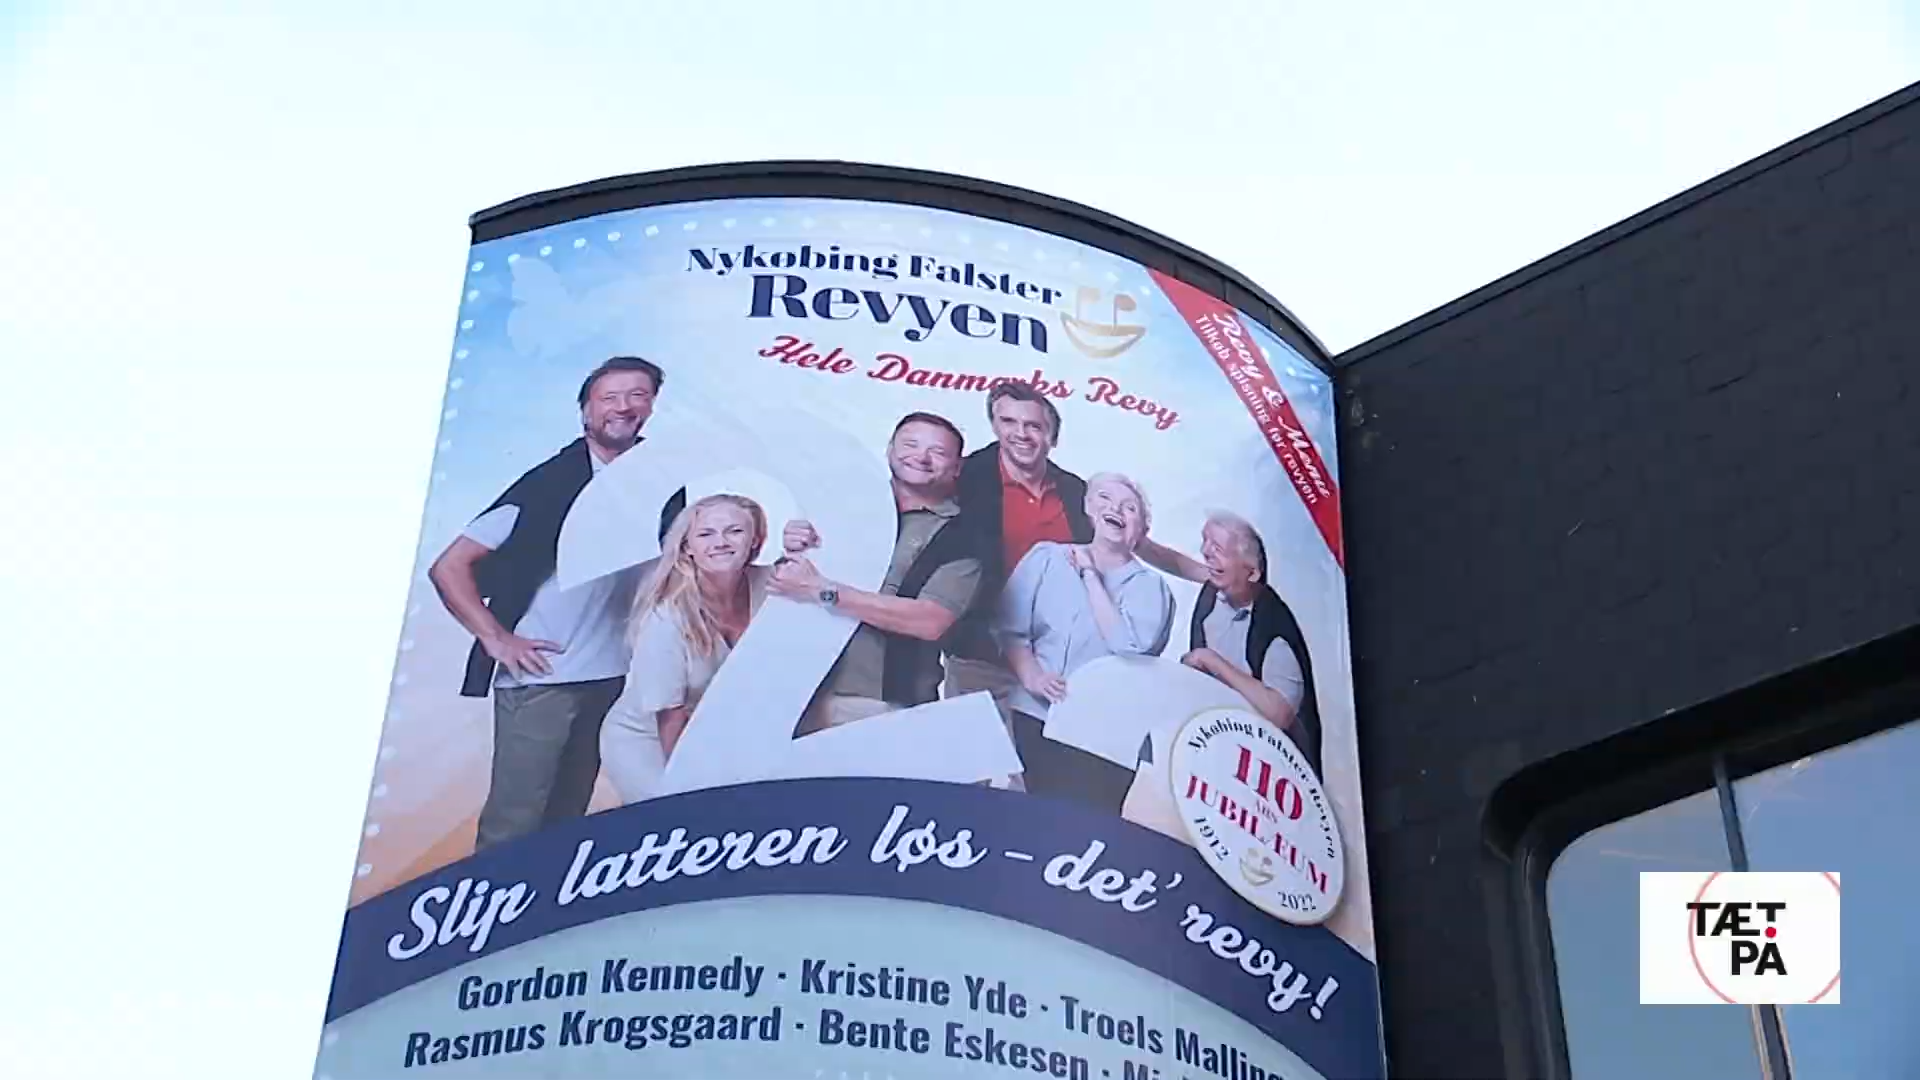 Nykøbing Falster
Revyen
Hele Danmarks Revy
Revy & Menu
Tilkøb spisning før revyen
Nykøbing Falster Revyen
110
ÅRS
JUBILÆUM
1912
2022
Slip latteren løs - det' revy!
Gordon Kennedy · Kristine Yde · Troels Malling
Rasmus Krogsgaard · Bente Eskesen ·
TÆT
PÅ